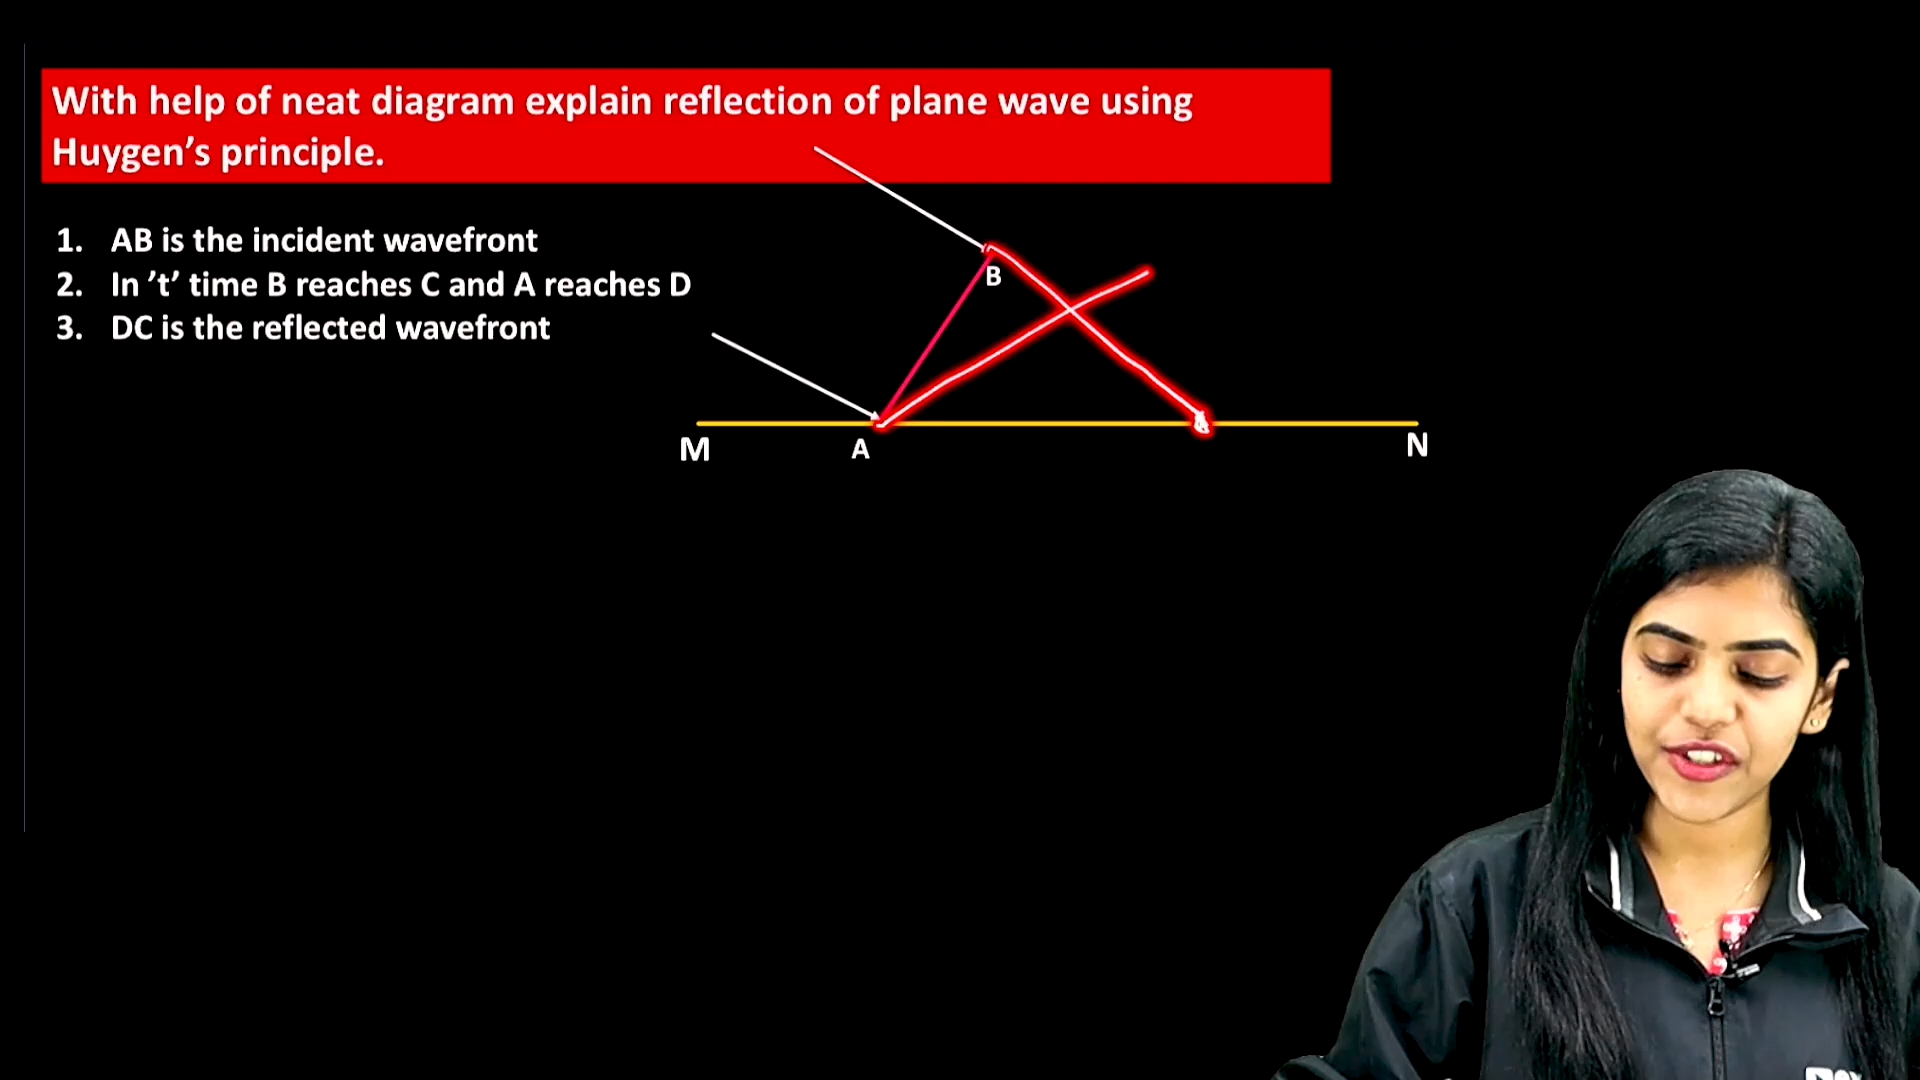 With help of neat diagram explain reflection of plane wave using
Huygen’s principle.
1. AB is the incident wavefront
2. In ’t’ time B reaches C and A reaches D
3. DC is the reflected wavefront
B
M
A
N